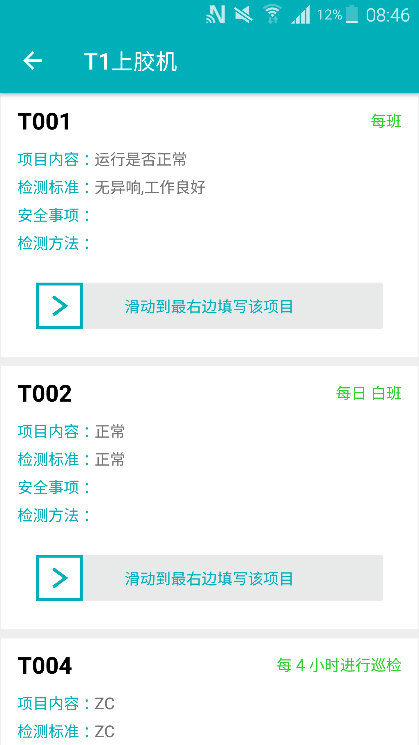 12% 08:46
T1上胶机
T001 每班
项目内容：运行是否正常
检测标准：无异响,工作良好
安全事项：
检测方法：
滑动到最右边填写该项目
T002 每日 白班
项目内容：正常
检测标准：正常
安全事项：
检测方法：
滑动到最右边填写该项目
T004 每 4 小时进行巡检
项目内容：ZC
检测标准：ZC